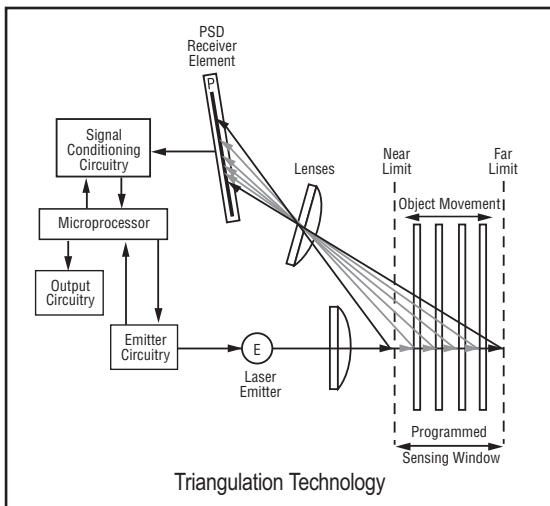 PSD
Receiver
Element
P
Signal
Conditioning
Circuitry
Lenses
Near
Limit
Far
Limit
Object Movement
Microprocessor
Output
Circuitry
Emitter
Circuitry
E
Laser
Emitter
Programmed
Sensing Window
Triangulation Technology